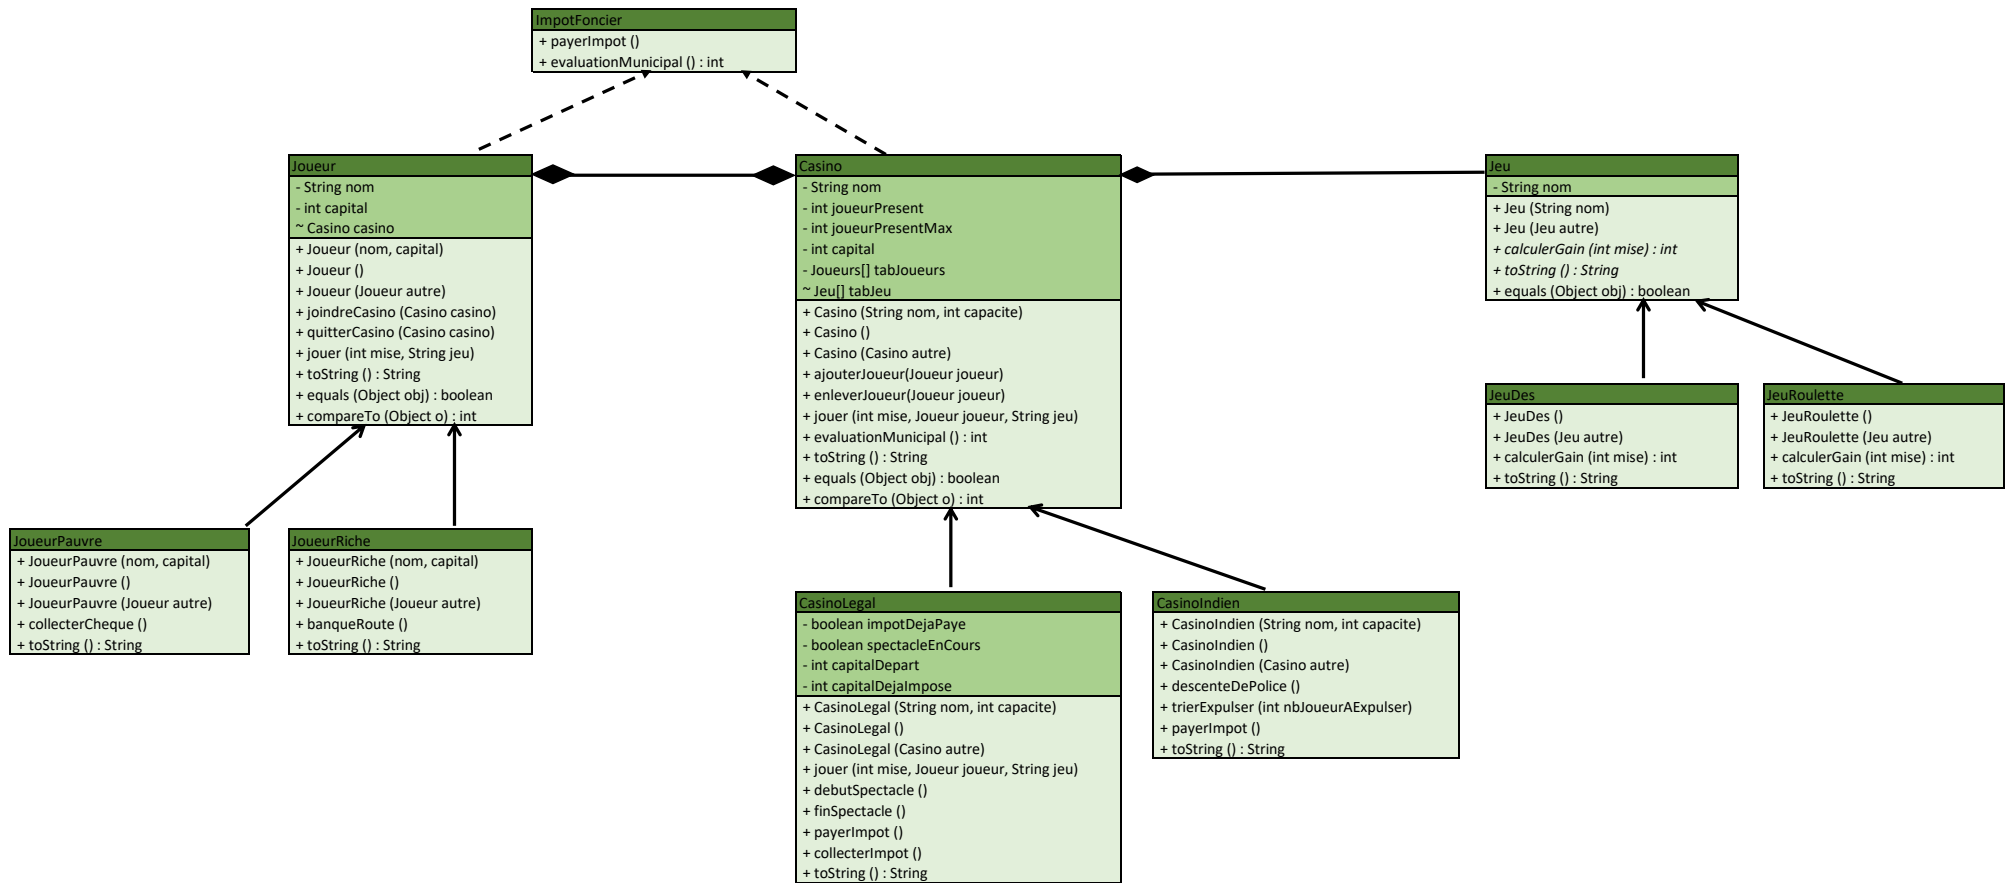 ImpotFoncier
+ payerImpot ()
+ evaluationMunicipal () : int
Joueur
- String nom
- int capital
~ Casino casino
+ Joueur (nom, capital)
+ Joueur ()
+ Joueur (Joueur autre)
+ joindreCasino (Casino casino)
+ quitterCasino (Casino casino)
+ jouer (int mise, String jeu)
+ toString () : String
+ equals (Object obj) : boolean
+ compareTo (Object o) : int
Casino
- String nom
- int joueurPresent
- int joueurPresentMax
- int capital
- Joueurs[] tabJoueurs
~ Jeu[] tabJeu
+ Casino (String nom, int capacite)
+ Casino ()
+ Casino (Casino autre)
+ ajouterJoueur(Joueur joueur)
+ enleverJoueur(Joueur joueur)
+ jouer (int mise, Joueur joueur, String jeu)
+ evaluationMunicipal () : int
+ toString () : String
+ equals (Object obj) : boolean
+ compareTo (Object o) : int
Jeu
- String nom
+ Jeu (String nom)
+ Jeu (Jeu autre)
+ calculerGain (int mise) : int
+ toString () : String
+ equals (Object obj) : boolean
JeuDes
+ JeuDes ()
+ JeuDes (Jeu autre)
+ calculerGain (int mise) : int
+ toString () : String
JeuRoulette
+ JeuRoulette ()
+ JeuRoulette (Jeu autre)
+ calculerGain (int mise) : int
+ toString () : String
JoueurPauvre
+ JoueurPauvre (nom, capital)
+ JoueurPauvre ()
+ JoueurPauvre (Joueur autre)
+ collecterCheque ()
+ toString () : String
JoueurRiche
+ JoueurRiche (nom, capital)
+ JoueurRiche ()
+ JoueurRiche (Joueur autre)
+ banqueRoute ()
+ toString () : String
CasinoLegal
- boolean impotDejaPaye
- boolean spectacleEnCours
- int capitalDepart
- int capitalDejaImpose
+ CasinoLegal (String nom, int capacite)
+ CasinoLegal ()
+ CasinoLegal (Casino autre)
+ jouer (int mise, Joueur joueur, String jeu)
+ debutSpectacle ()
+ finSpectacle ()
+ payerImpot ()
+ collecterImpot ()
+ toString () : String
CasinoIndien
+ CasinoIndien (String nom, int capacite)
+ CasinoIndien ()
+ CasinoIndien (Casino autre)
+ descenteDePolice ()
+ trierExpulser (int nbJoueurAExpulser)
+ payerImpot ()
+ toString () : String